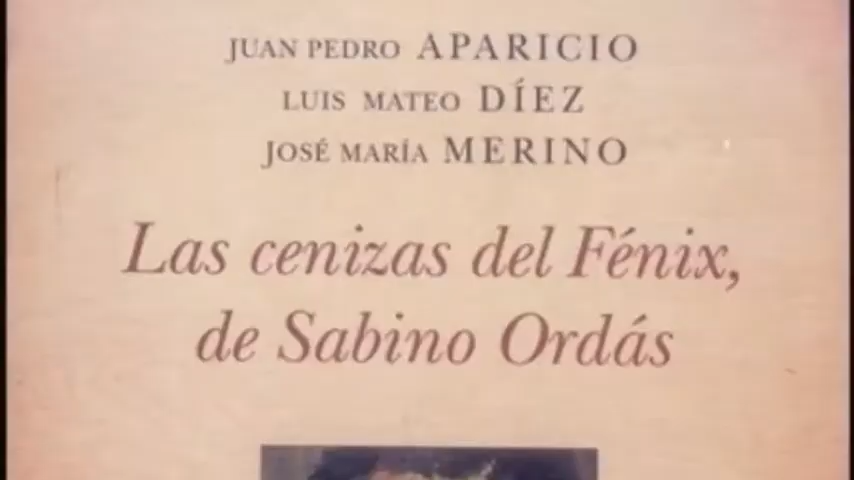 JUAN PEDRO APARICIO
LUIS MATEO DÍEZ
JOSÉ MARÍA MERINO
Las cenizas del Fénix,
de Sabino Ordás